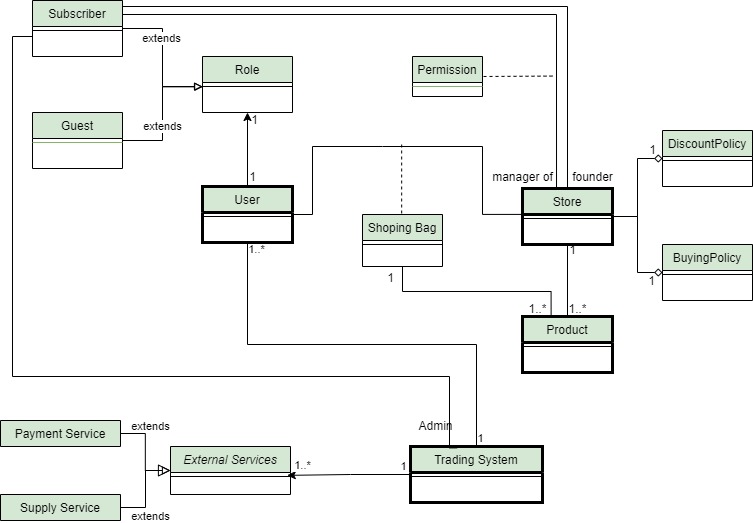 Subscriber
extends
Role
Permission
1
Guest
extends
DiscountPolicy
1
1
manager of
founder
User
Store
Shoping Bag
1..*
1
BuyingPolicy
1
1
1..*
1..*
Product
Admin
extends
Payment Service
1
External Services
1..*
1
Trading System
Supply Service
extends